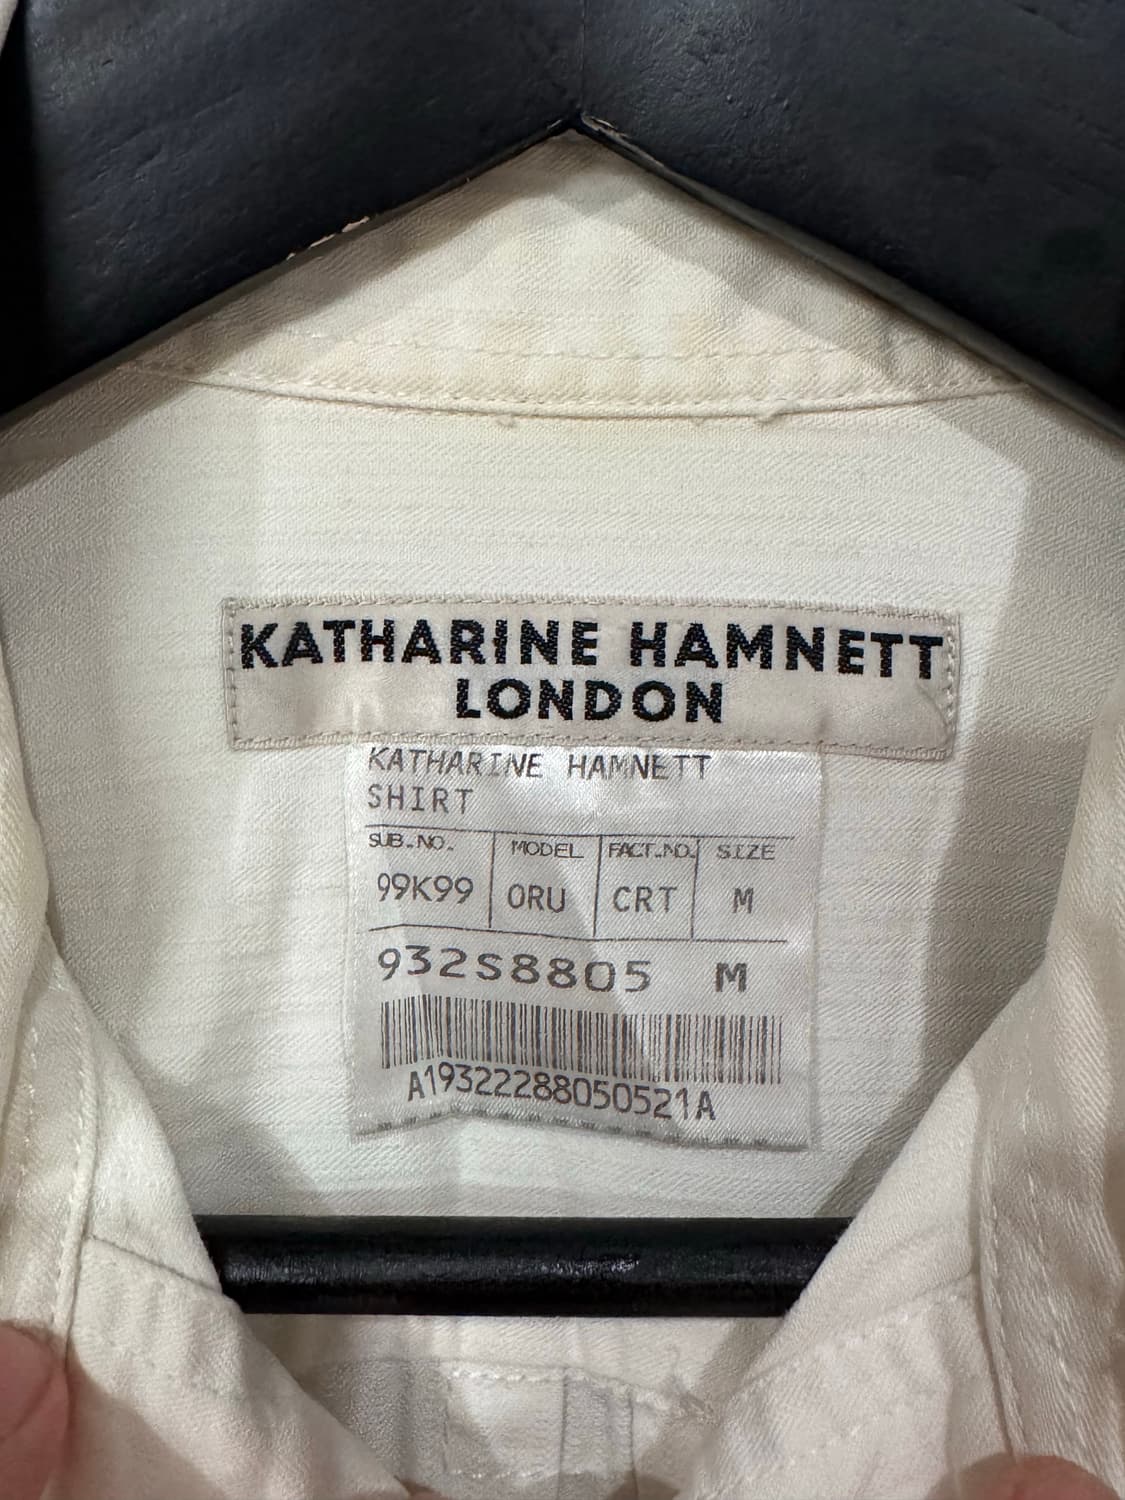 KATHARINE HAMNETT
LONDON
KATHARINE HAMNETT
SHIRT
SUB.NO. MODEL FACT.NO. SIZE
99K99 ORU CRT M
932S8805 M
A19322288050521A